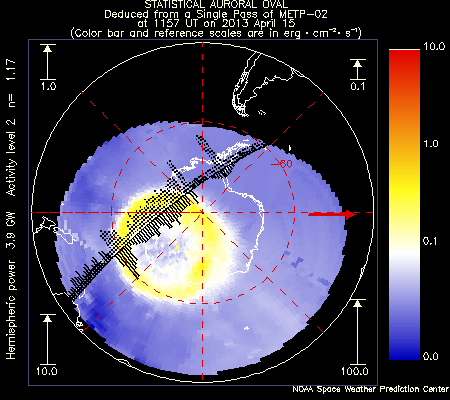 STATISTICAL AURORAL OVAL
Deduced from a Single Pass of METP-02
at 1157 UT on 2013 April 15
(Color bar and reference scales are in erg·cm⁻²·s⁻¹)
1.0
0.1
10.0
1.0
0.1
0.0
-60
10.0
100.0
Hemispheric power 3.9 GW Activity level 2 n= 1.17
NOAA Space Weather Prediction Center